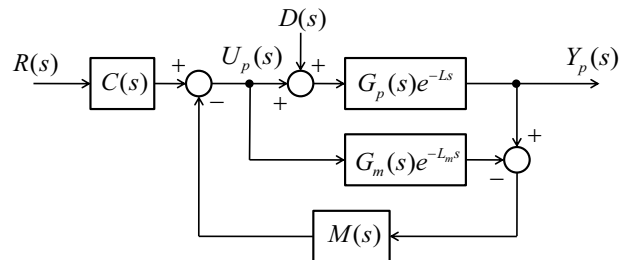 D(s)
R(s)
C(s)
+
−
U_p(s)
+
+
G_p(s)e^{-Ls}
Y_p(s)
G_m(s)e^{-L_m s}
+
−
M(s)